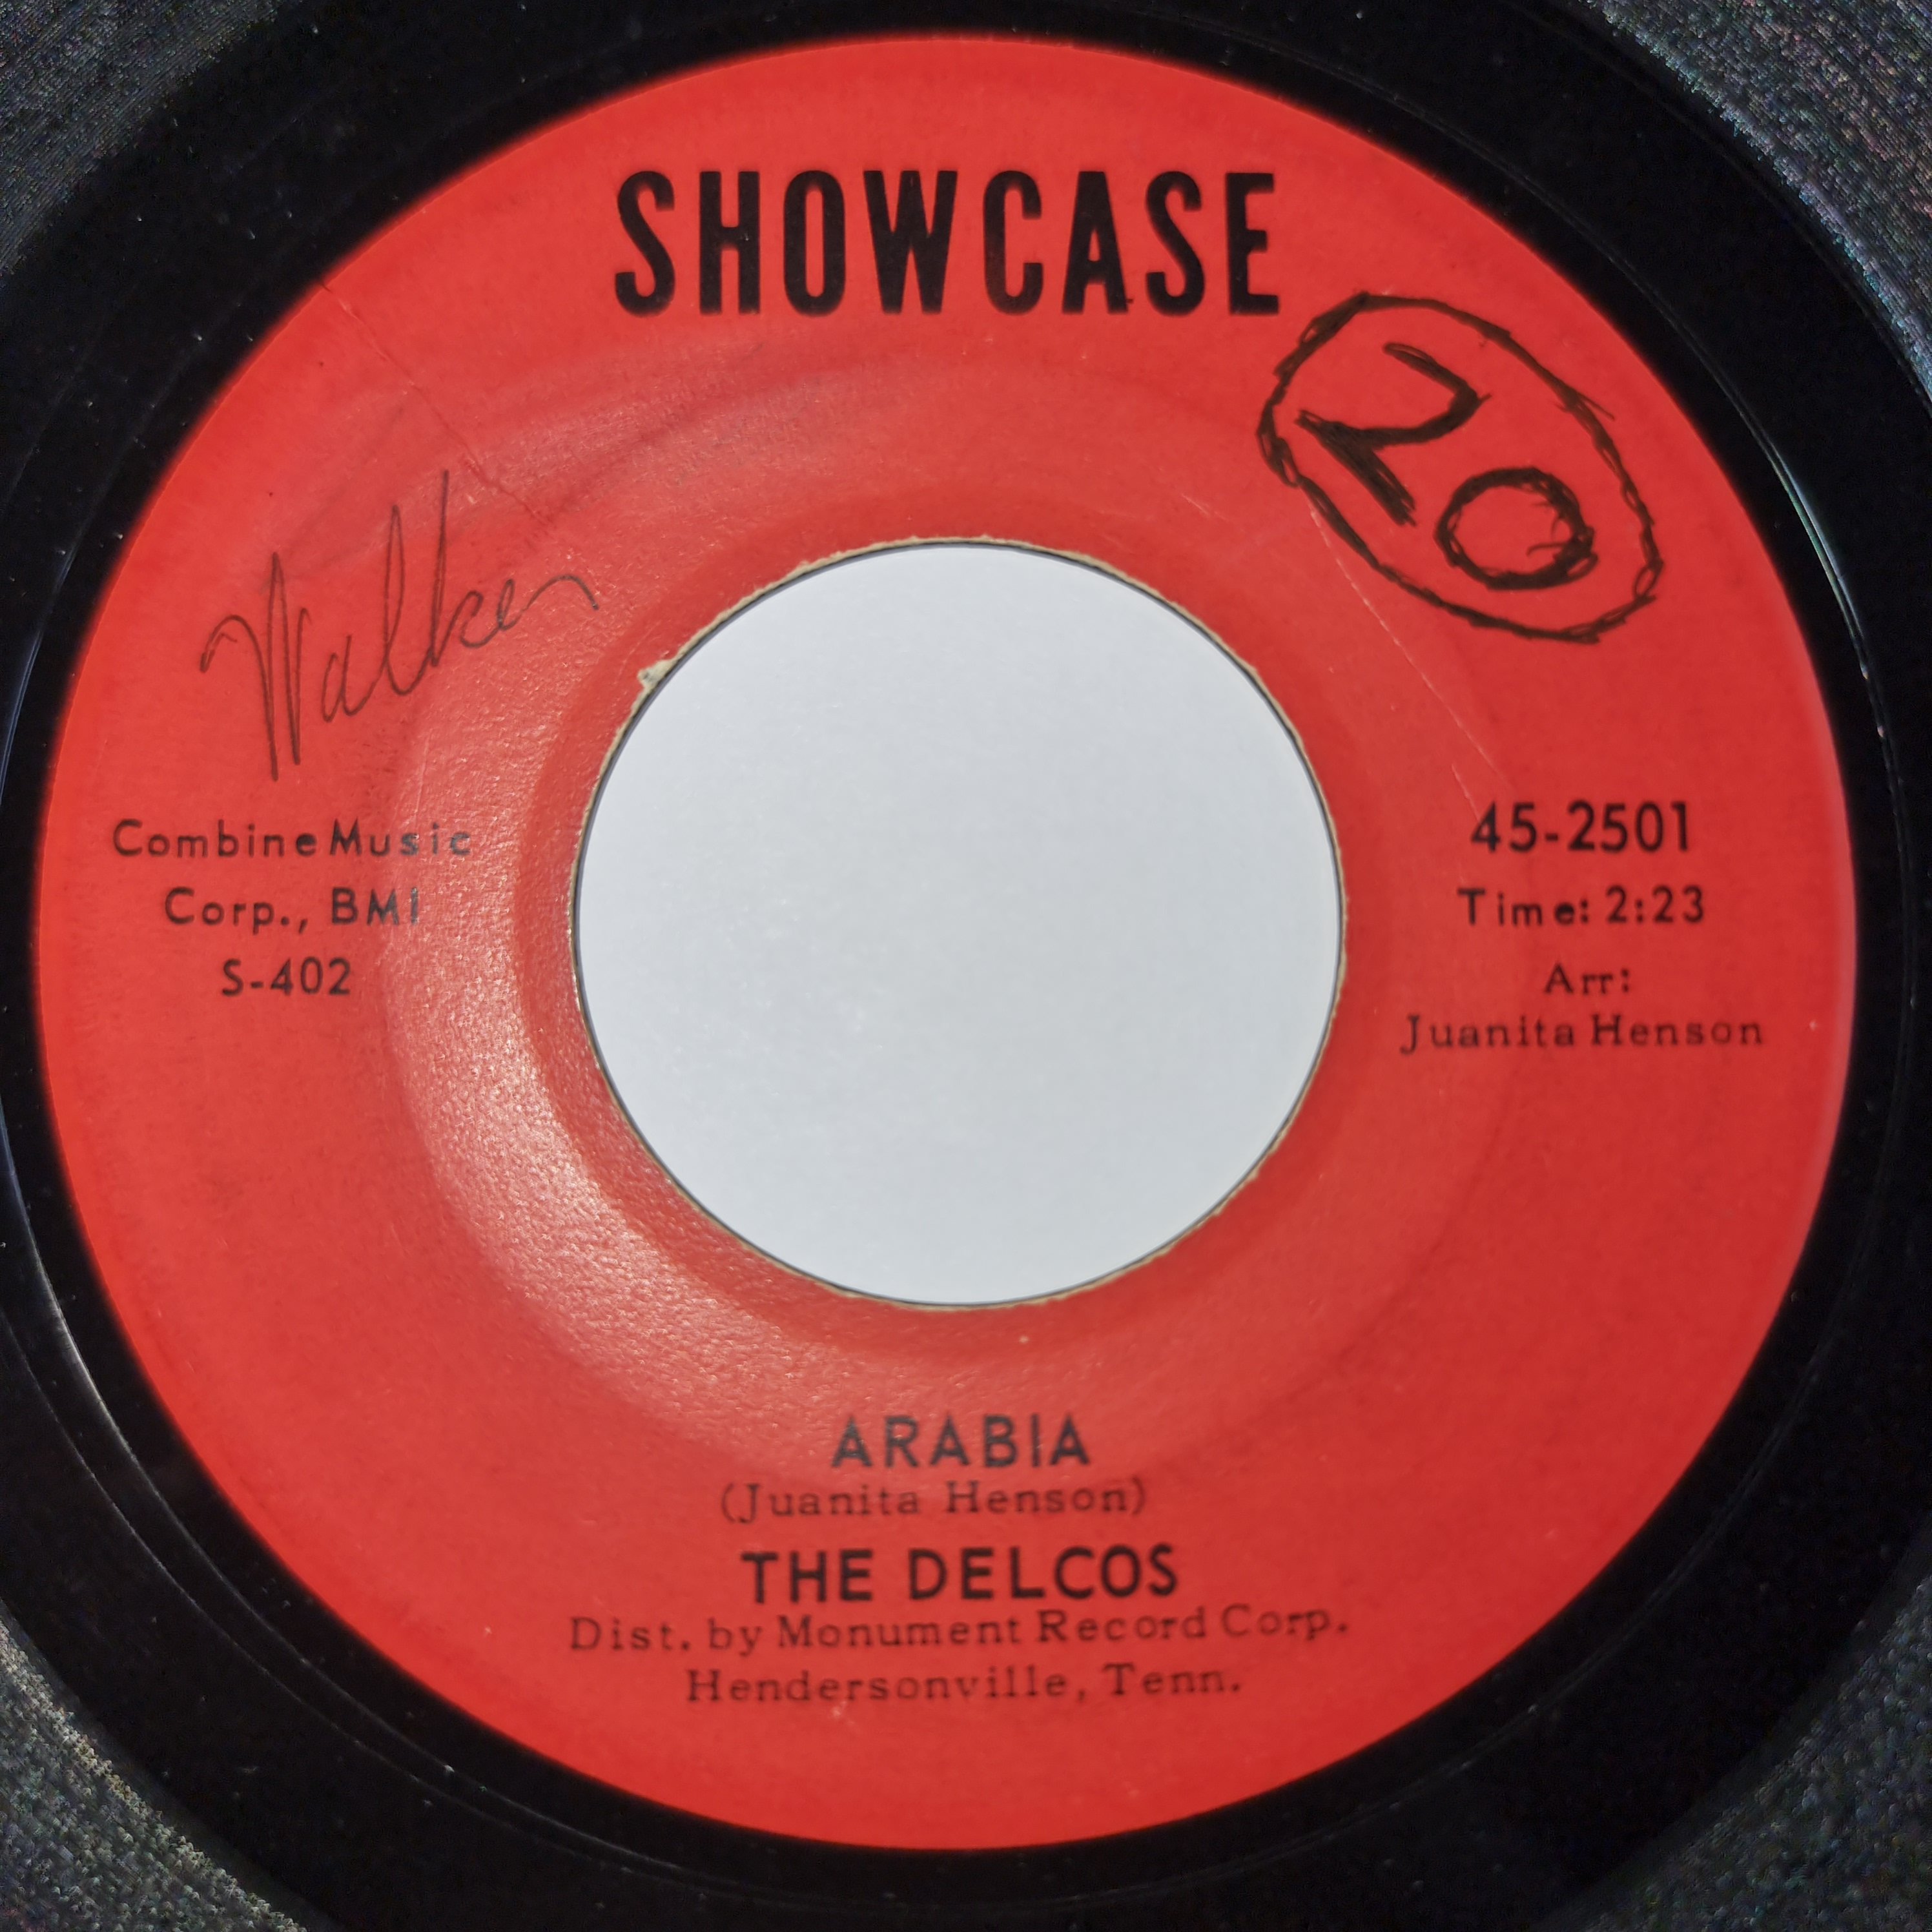 SHOWCASE
20
Walker
Combine Music
Corp., BMI
S-402
45-2501
Time: 2:23
Arr:
Juanita Henson
ARABIA
(Juanita Henson)
THE DELCOS
Dist. by Monument Record Corp.
Hendersonville, Tenn.